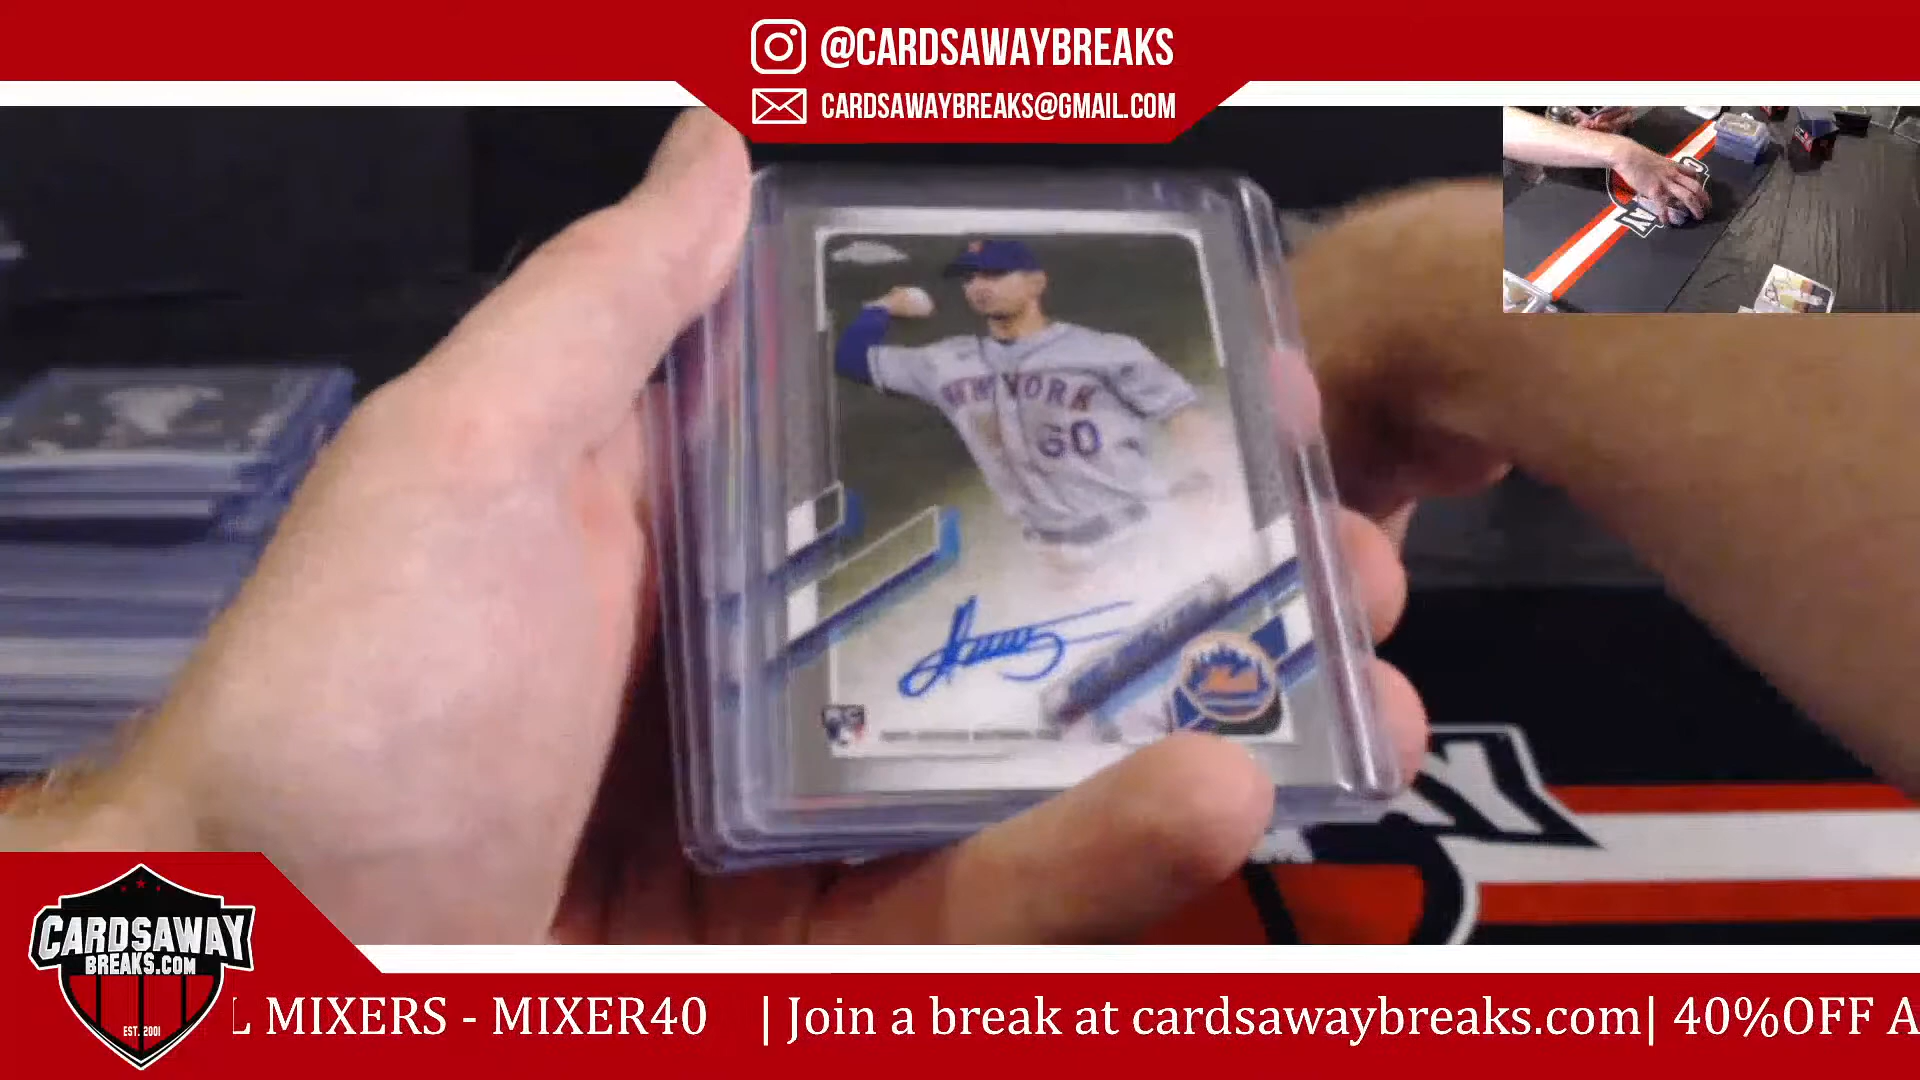 @CARDSAWAYBREAKS
CARDSAWAYBREAKS@GMAIL.COM
NEW YORK
60
RC
CARDSAWAY
BREAKS.COM
EST. 2001
L MIXERS - MIXER40 | Join a break at cardsawaybreaks.com| 40%OFF A